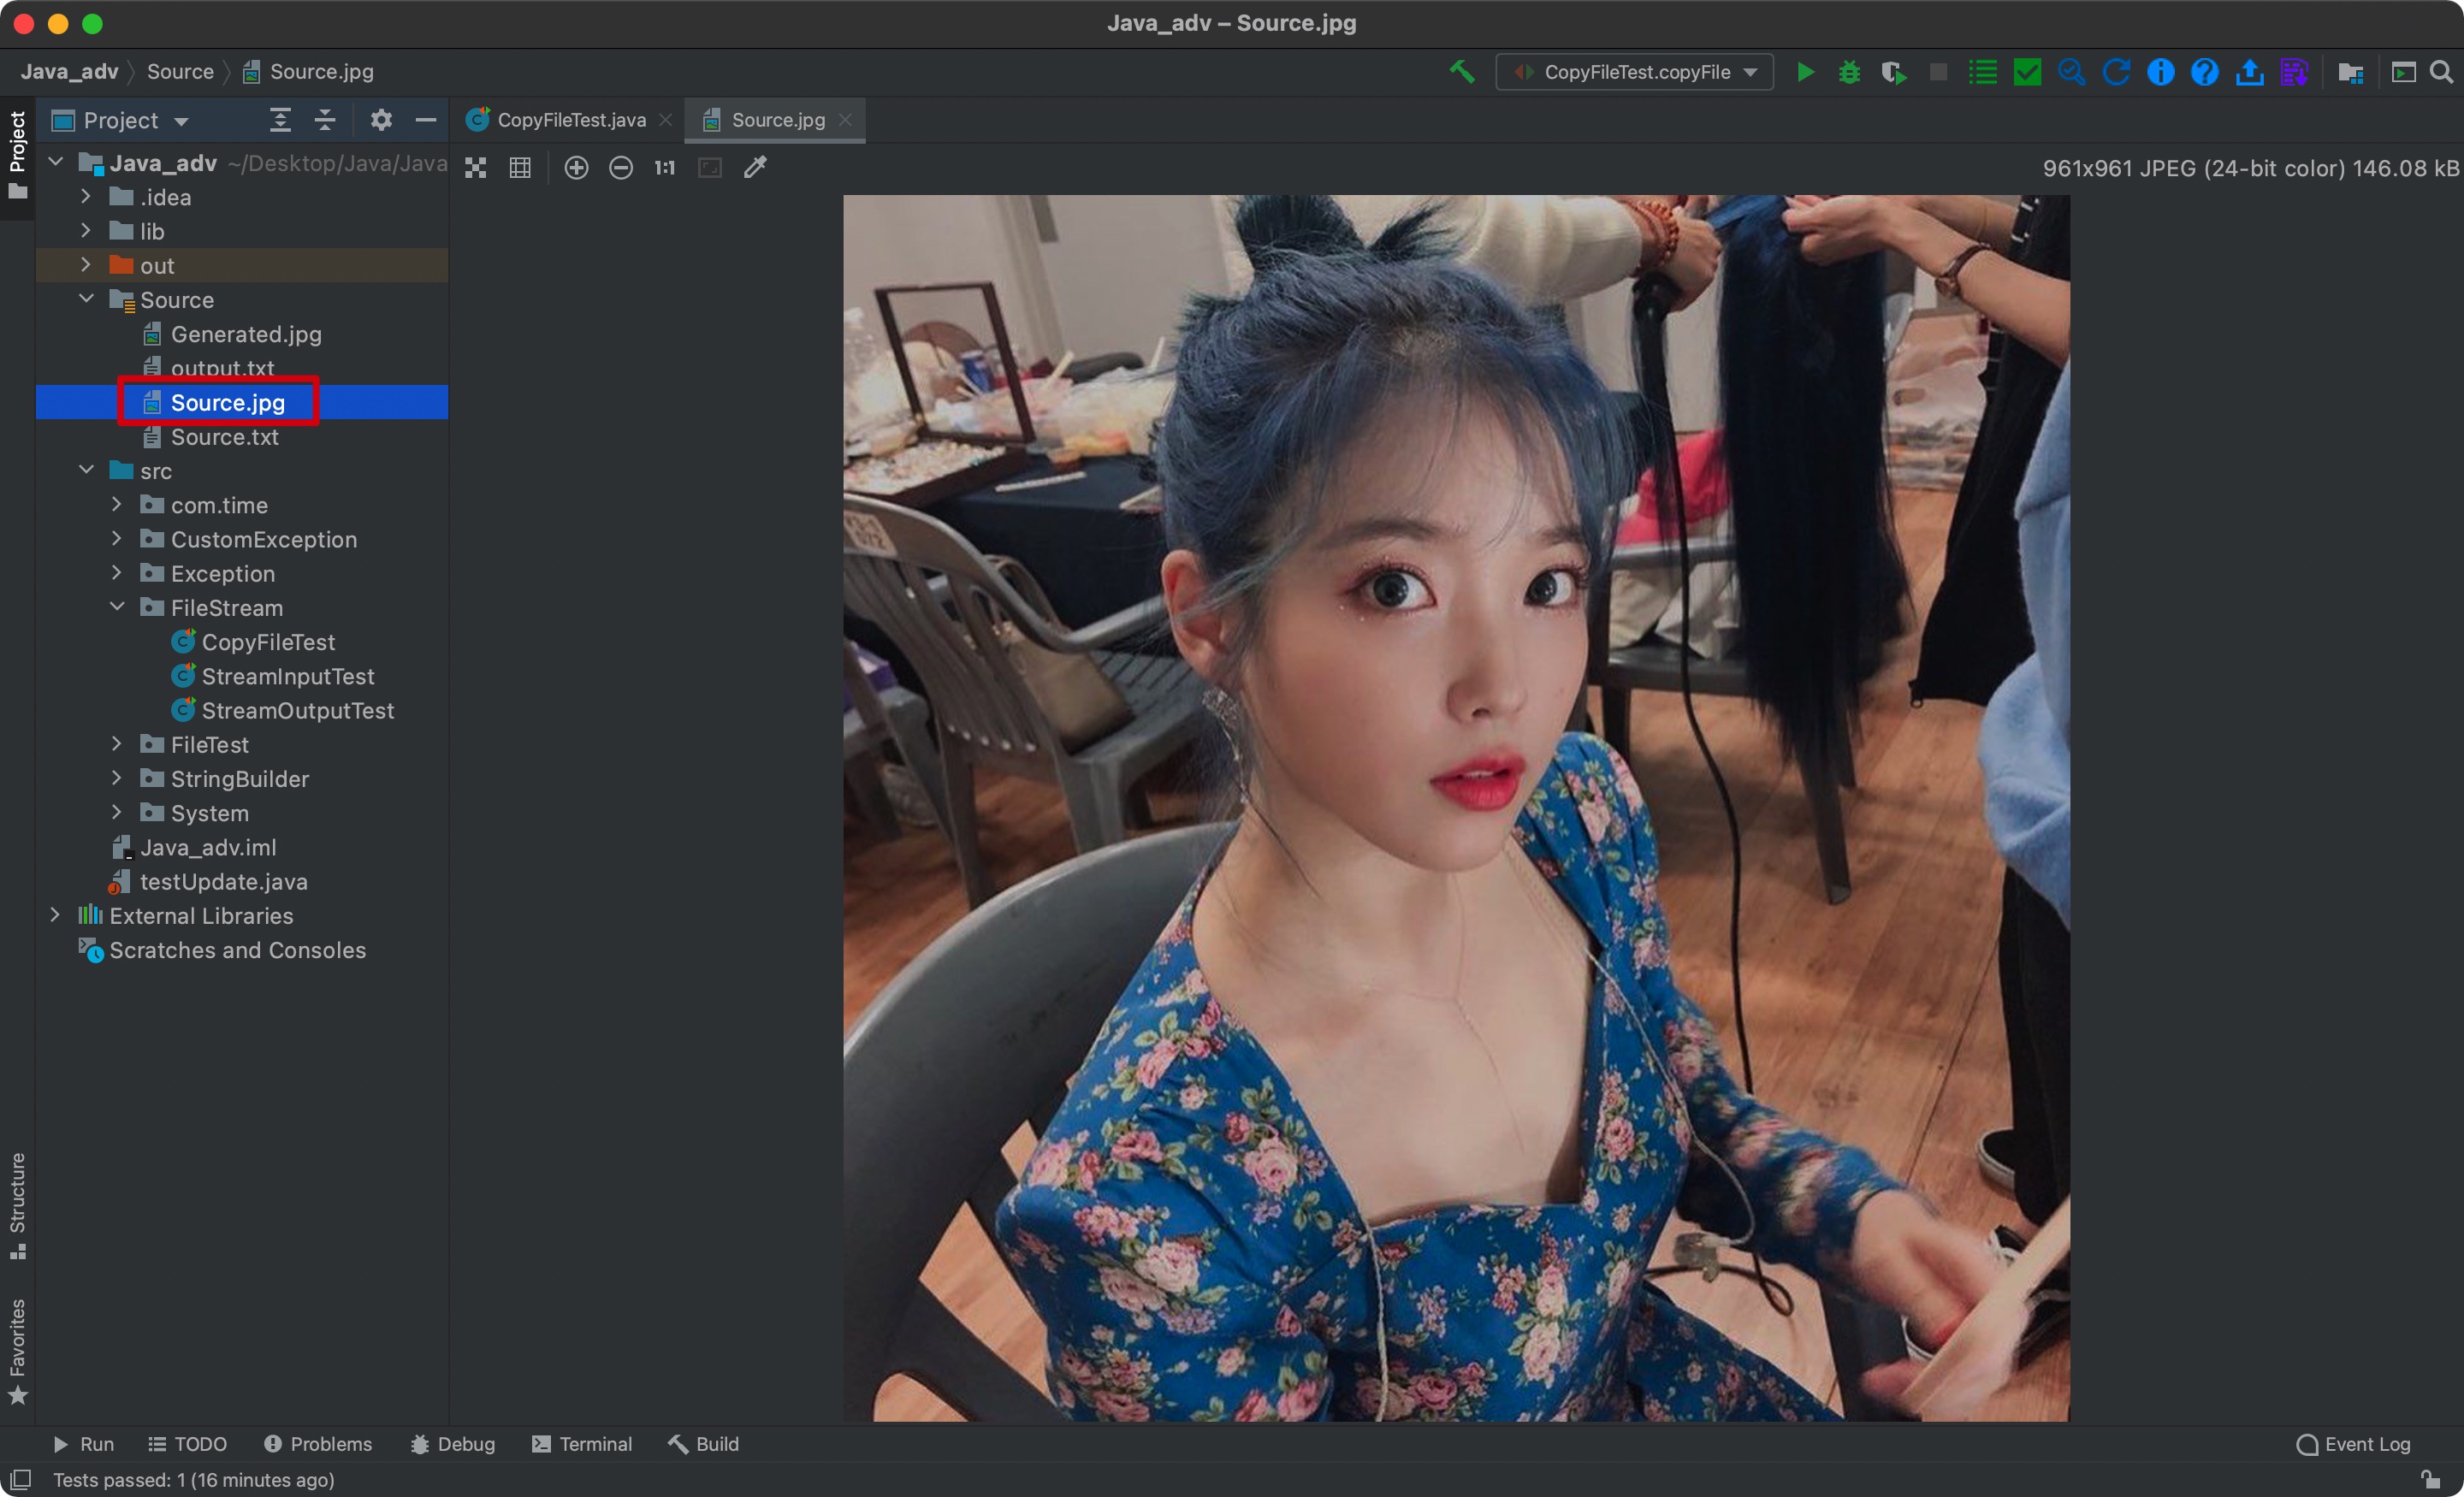 Java_adv – Source.jpg
Java_adv Source Source.jpg
CopyFileTest.copyFile
Project
Project
CopyFileTest.java
Source.jpg
961x961 JPEG (24-bit color) 146.08 kB
1:1
Java_adv ~/Desktop/Java/Java
.idea
lib
out
Source
Generated.jpg
output.txt
Source.jpg
Source.txt
src
com.time
CustomException
Exception
FileStream
CopyFileTest
StreamInputTest
StreamOutputTest
FileTest
StringBuilder
System
Java_adv.iml
testUpdate.java
External Libraries
Scratches and Consoles
Structure
Favorites
Run TODO Problems Debug Terminal Build Event Log
Tests passed: 1 (16 minutes ago)